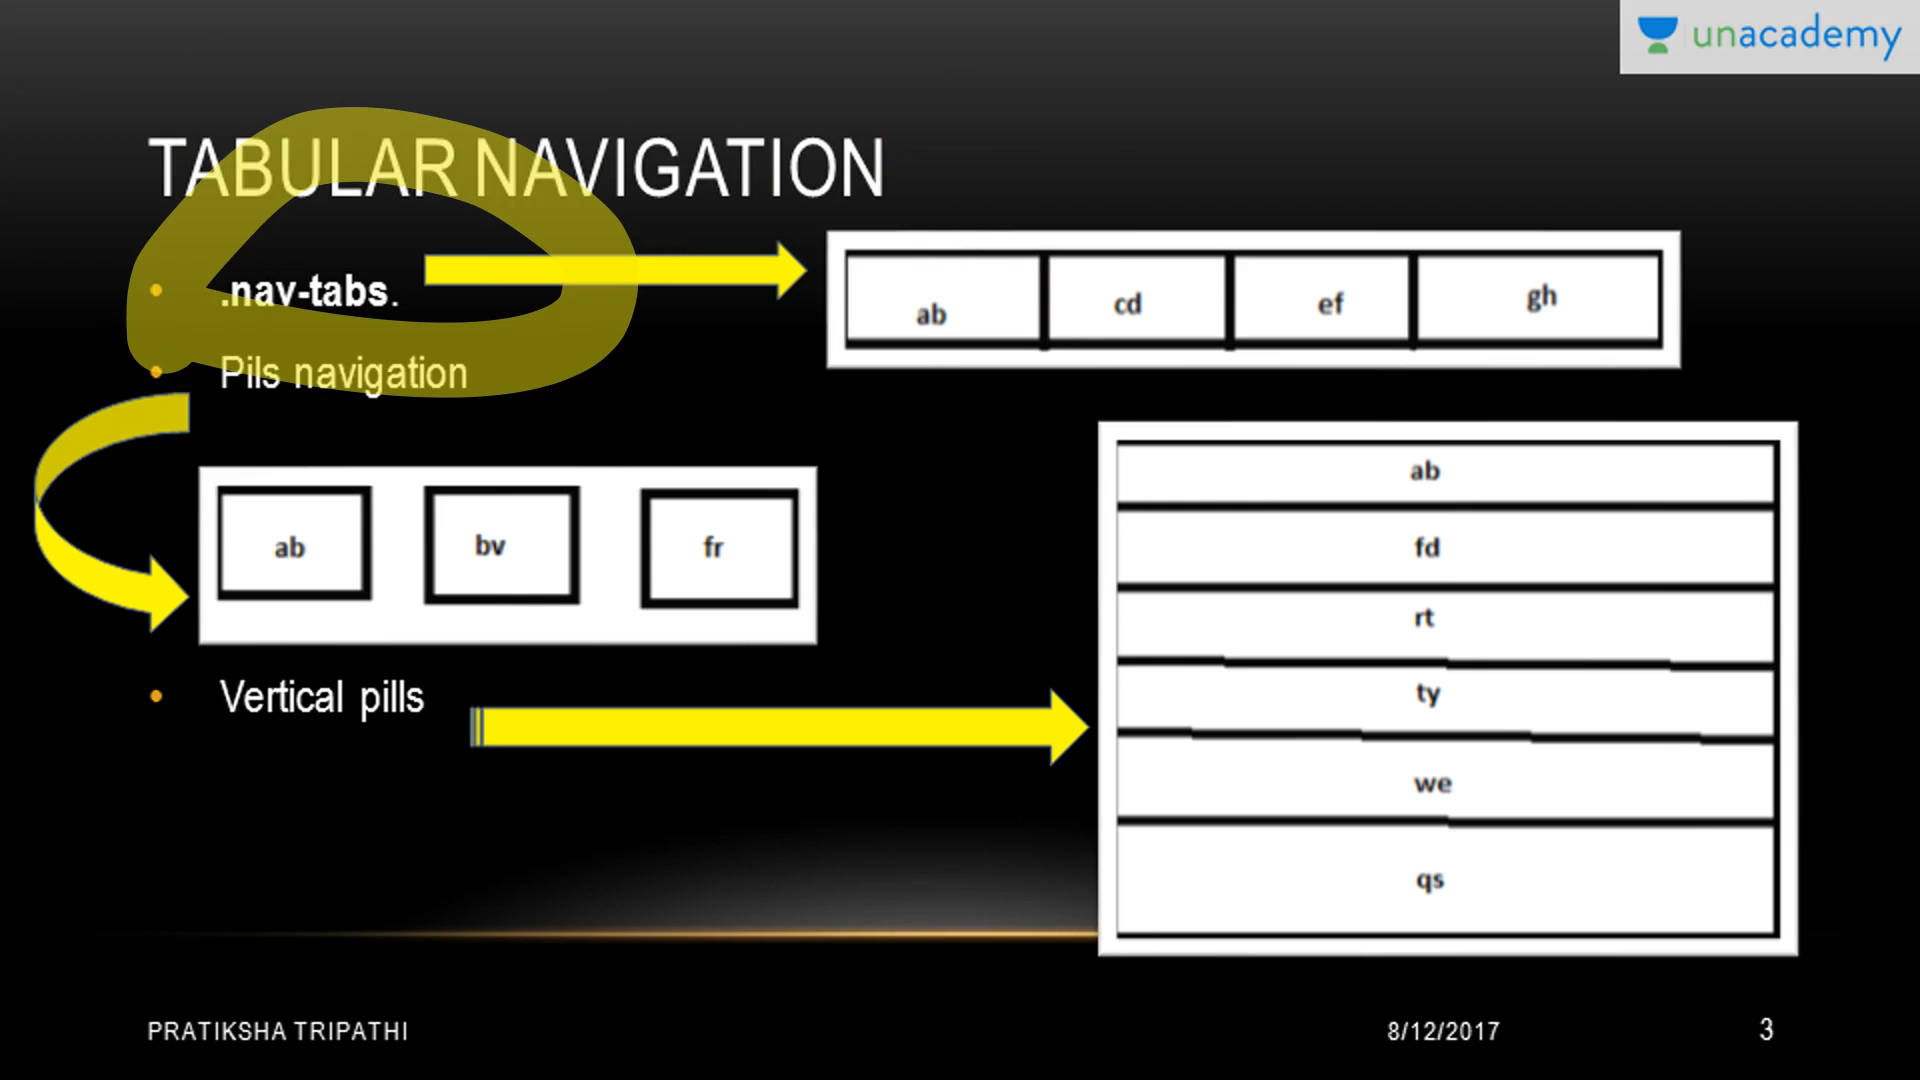 unacademy
TABULAR NAVIGATION
.nav-tabs.
ab cd ef gh
Pils navigation
ab bv fr
Vertical pills
ab
fd
rt
ty
we
qs
PRATIKSHA TRIPATHI 8/12/2017 3